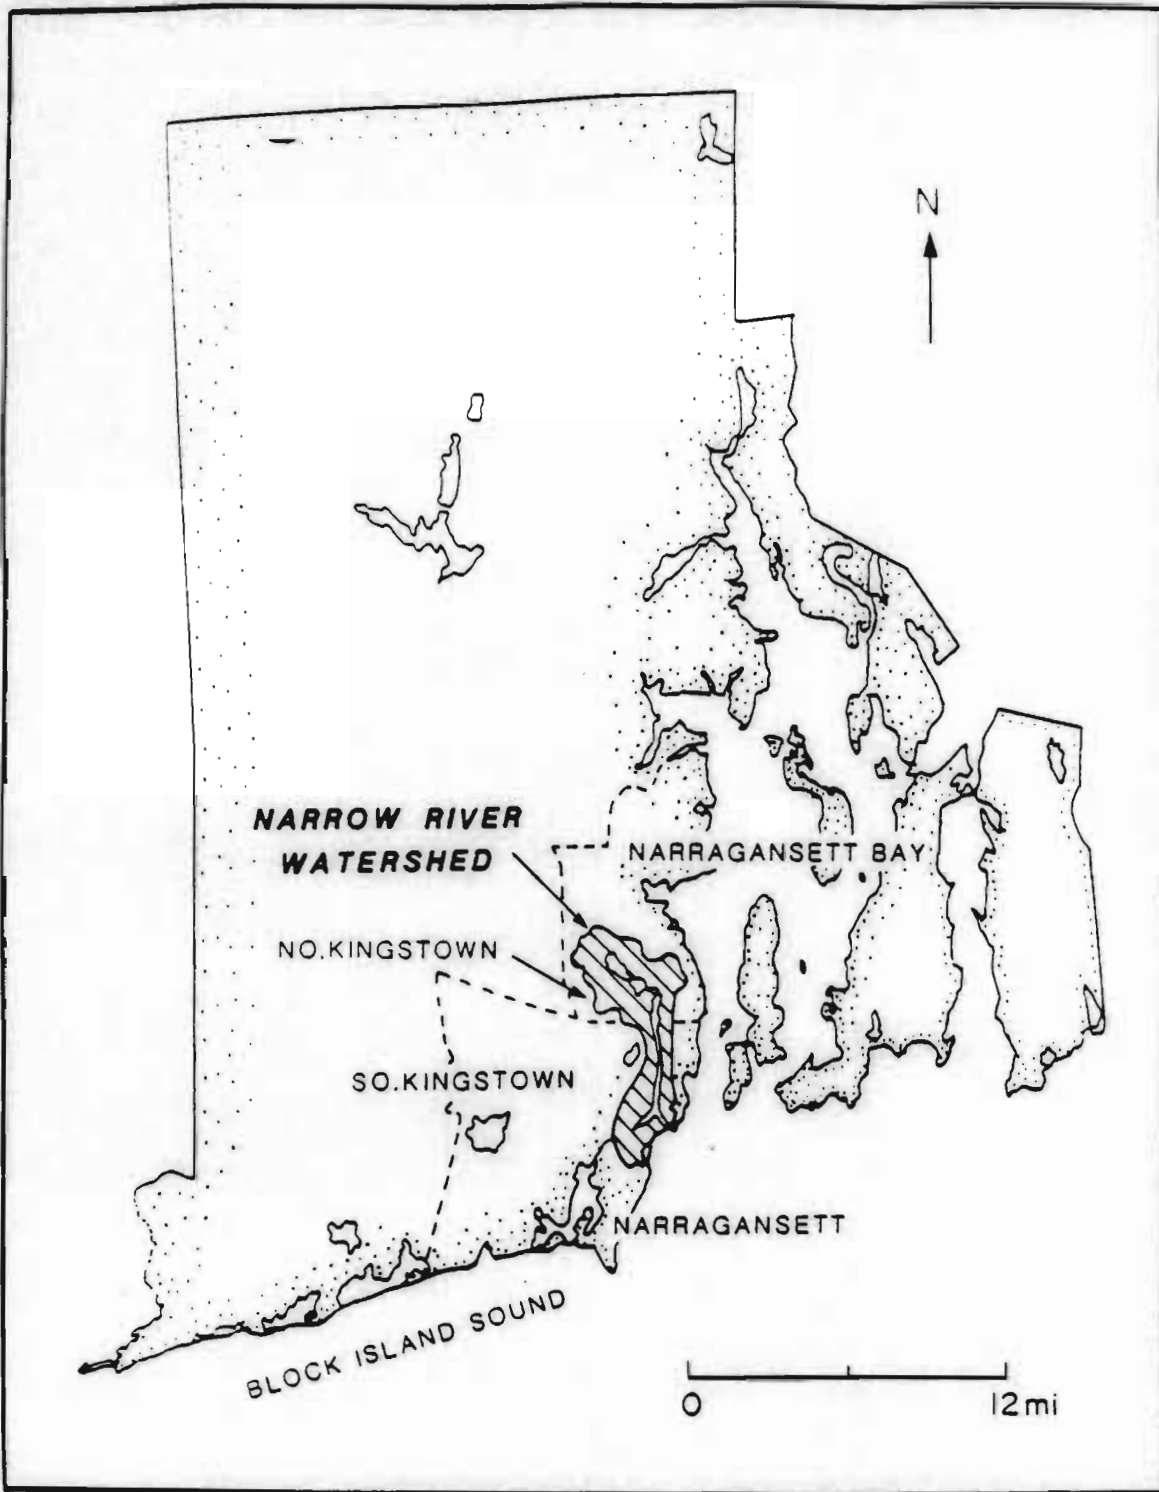 N
NARROW RIVER
WATERSHED
NARRAGANSETT BAY
NO.KINGSTOWN
SO.KINGSTOWN
NARRAGANSETT
BLOCK ISLAND SOUND
0 12mi